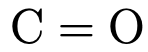 C = O